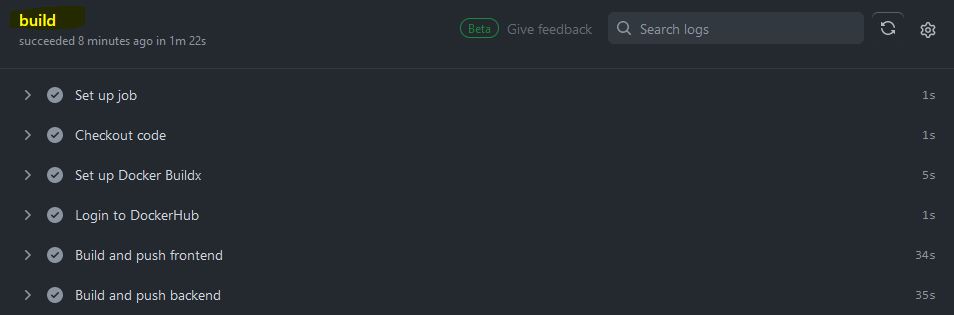 build
succeeded 8 minutes ago in 1m 22s
Beta Give feedback
Search logs
Set up job 1s
Checkout code 1s
Set up Docker Buildx 5s
Login to DockerHub 1s
Build and push frontend 34s
Build and push backend 35s